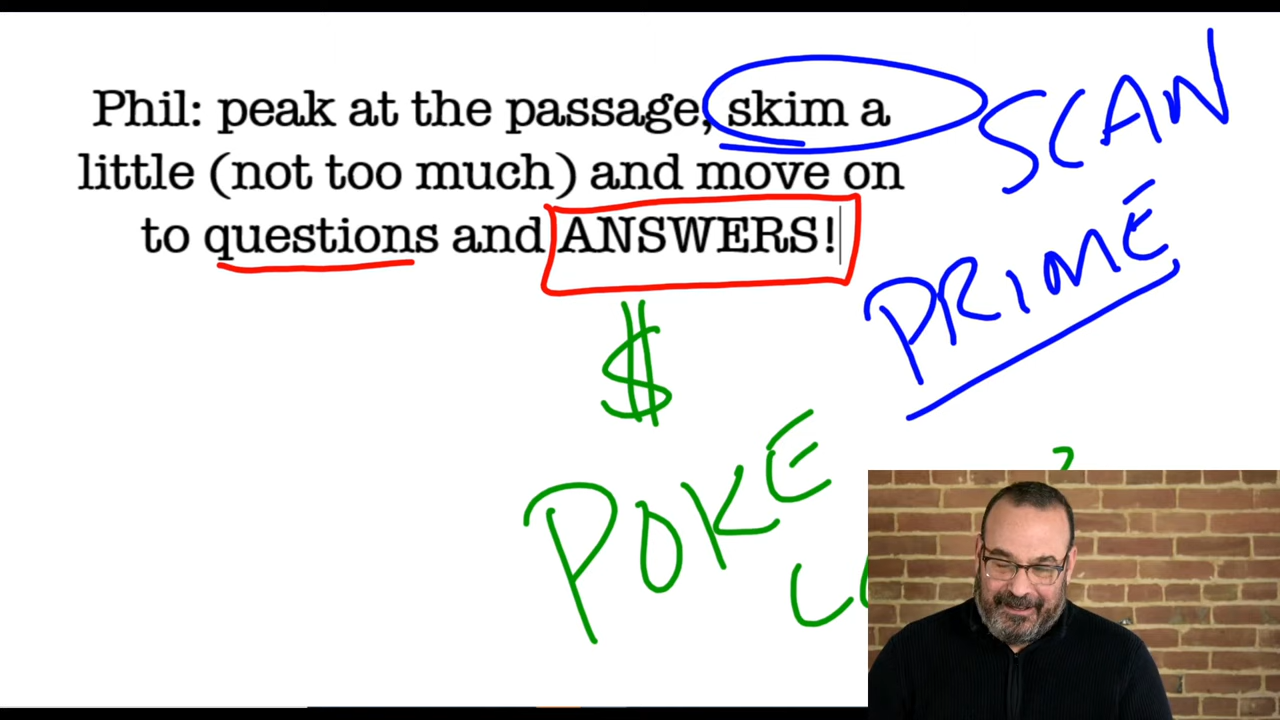 Phil: peak at the passage, skim a
little (not too much) and move on
to questions and ANSWERS!
SCAN
PRIME
$
POKE